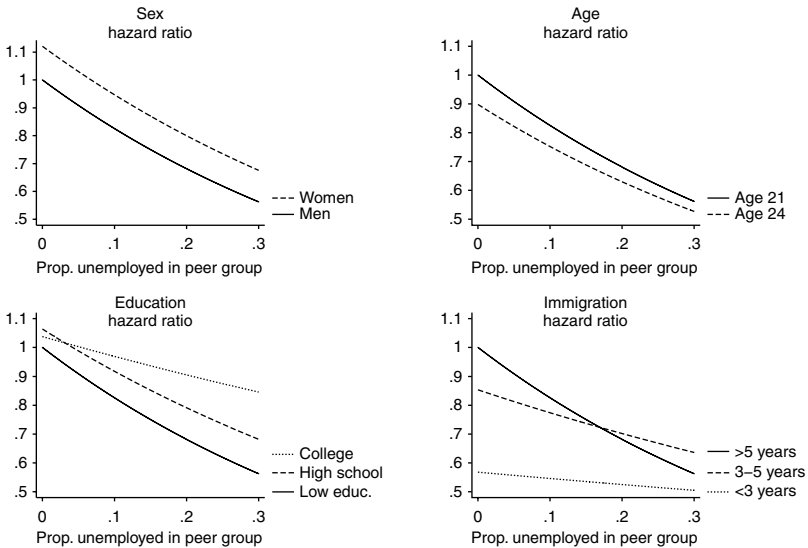 Sex
hazard ratio
1.1
1
.9
.8
.7
.6
.5
0 .1 .2 .3
Prop. unemployed in peer group
Women
Men
Age
hazard ratio
1.1
1
.9
.8
.7
.6
.5
0 .1 .2 .3
Prop. unemployed in peer group
Age 21
Age 24
Education
hazard ratio
1.1
1
.9
.8
.7
.6
.5
0 .1 .2 .3
Prop. unemployed in peer group
College
High school
Low educ.
Immigration
hazard ratio
1.1
1
.9
.8
.7
.6
.5
0 .1 .2 .3
Prop. unemployed in peer group
>5 years
3–5 years
<3 years